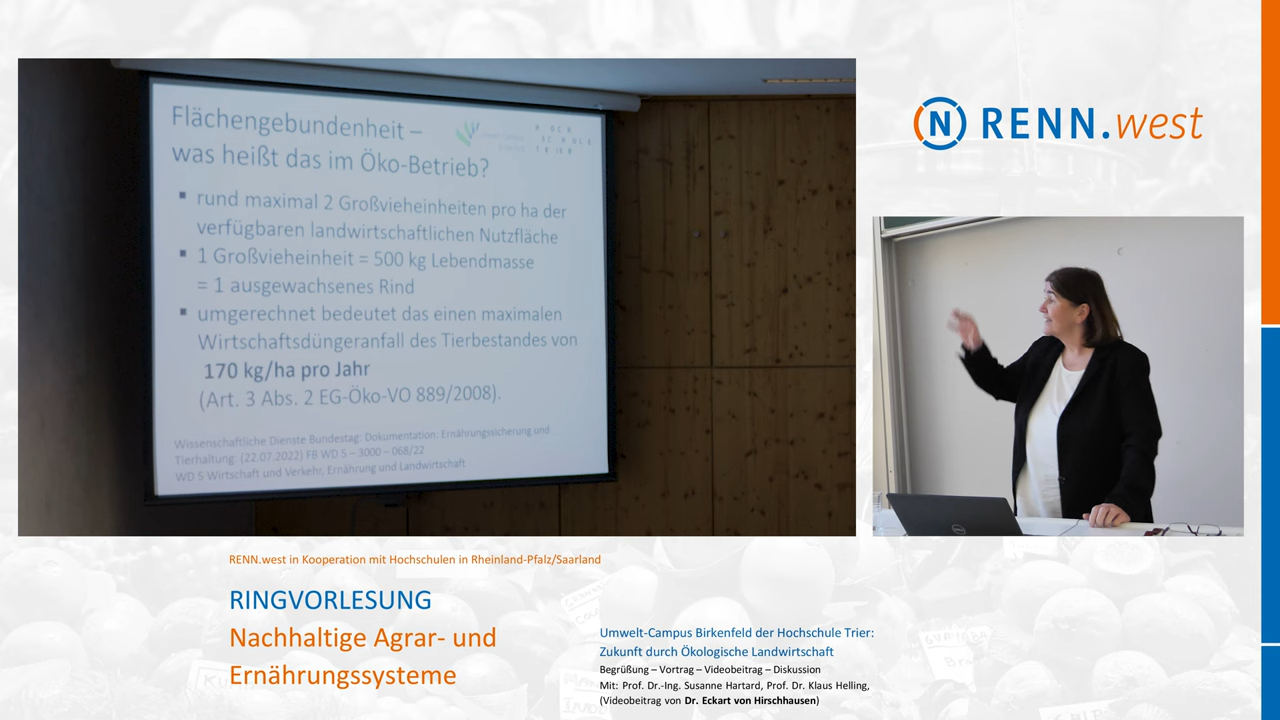 Flächengebundenheit –
was heißt das im Öko-Betrieb?
HOCH
SCHULE
TRIER
rund maximal 2 Großvieheinheiten pro ha der
verfügbaren landwirtschaftlichen Nutzfläche
1 Großvieheinheit = 500 kg Lebendmasse
= 1 ausgewachsenes Rind
umgerechnet bedeutet das einen maximalen
Wirtschaftsdüngeranfall des Tierbestandes von
170 kg/ha pro Jahr
(Art. 3 Abs. 2 EG-Öko-VO 889/2008).
Wissenschaftliche Dienste Bundestag: Dokumentation: Ernährungssicherung und
Tierhaltung (22.07.2022) FB WD 5 – 3000 – 068/22
WD 5 Wirtschaft und Verkehr, Ernährung und Landwirtschaft
N RENN.west
DELL
RENN.west in Kooperation mit Hochschulen in Rheinland-Pfalz/Saarland
RINGVORLESUNG
Nachhaltige Agrar- und
Ernährungssysteme
Umwelt-Campus Birkenfeld der Hochschule Trier:
Zukunft durch Ökologische Landwirtschaft
Begrüßung – Vortrag – Videobeitrag – Diskussion
Mit: Prof. Dr.-Ing. Susanne Hartard, Prof. Dr. Klaus Helling,
(Videobeitrag von Dr. Eckart von Hirschhausen)